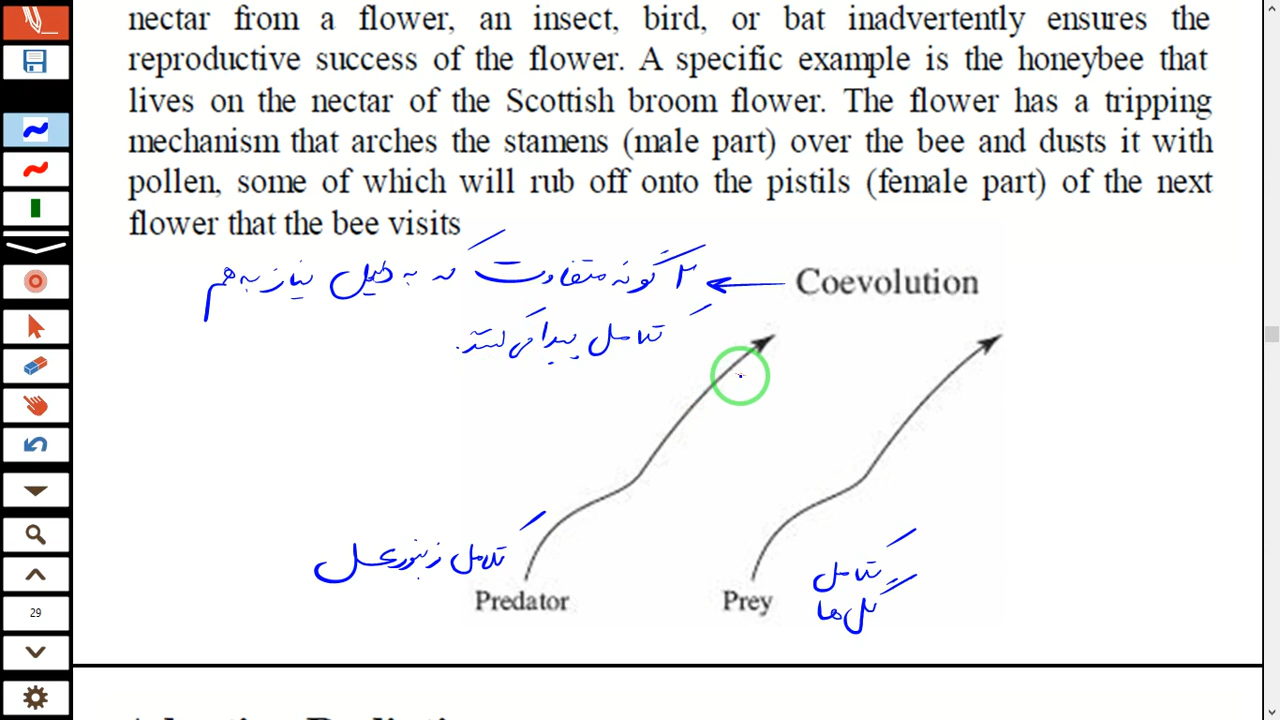 nectar from a flower, an insect, bird, or bat inadvertently ensures the
reproductive success of the flower. A specific example is the honeybee that
lives on the nectar of the Scottish broom flower. The flower has a tripping
mechanism that arches the stamens (male part) over the bee and dusts it with
pollen, some of which will rub off onto the pistils (female part) of the next
flower that the bee visits
Coevolution
۲ گونه متفاوت که به دلیل نیاز به هم
تکامل پیدا می کنند.
تکامل زنبورعسل
تکامل
گل ها
Predator
Prey
29